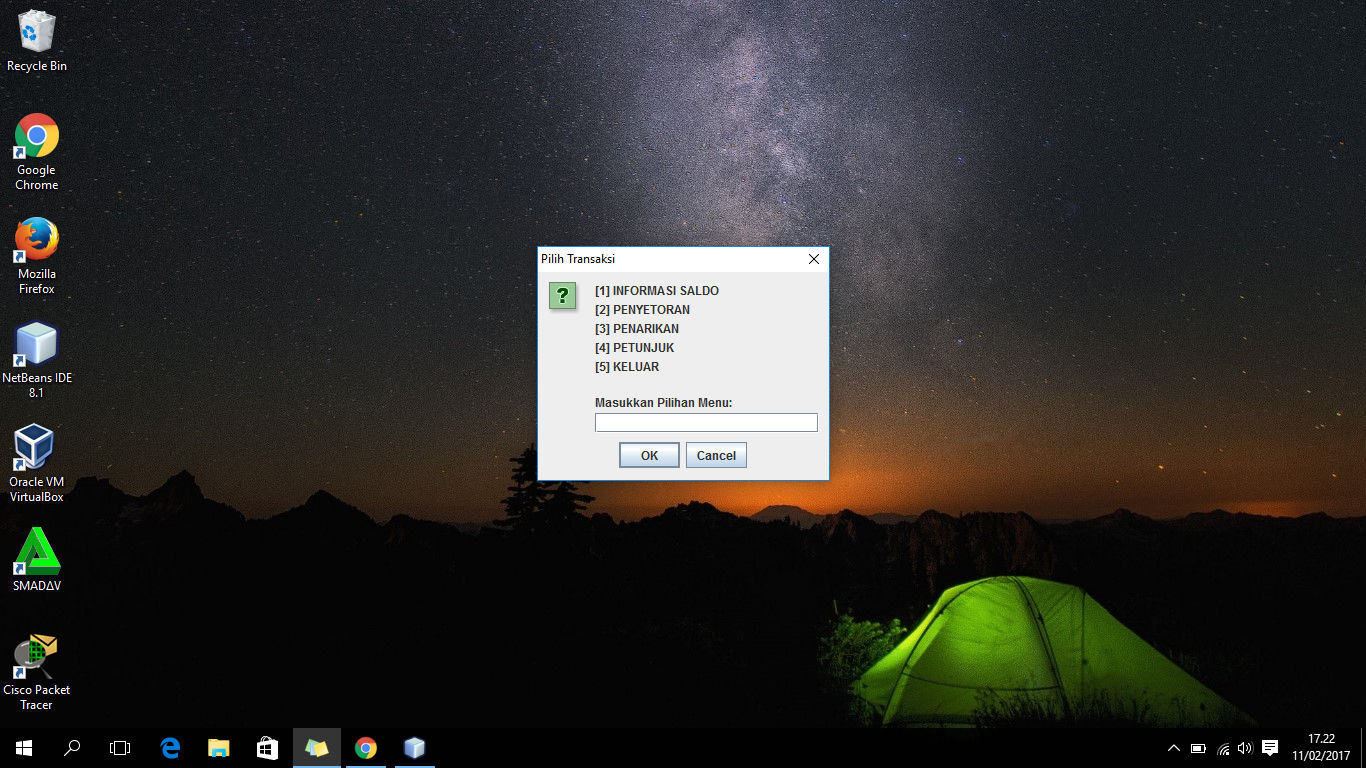 Recycle Bin
Google
Chrome
Mozilla
Firefox
NetBeans IDE
8.1
Oracle VM
VirtualBox
SMADΔV
Cisco Packet
Tracer
Pilih Transaksi
?
[1] INFORMASI SALDO
[2] PENYETORAN
[3] PENARIKAN
[4] PETUNJUK
[5] KELUAR
Masukkan Pilihan Menu:
OK
Cancel
17.22
11/02/2017